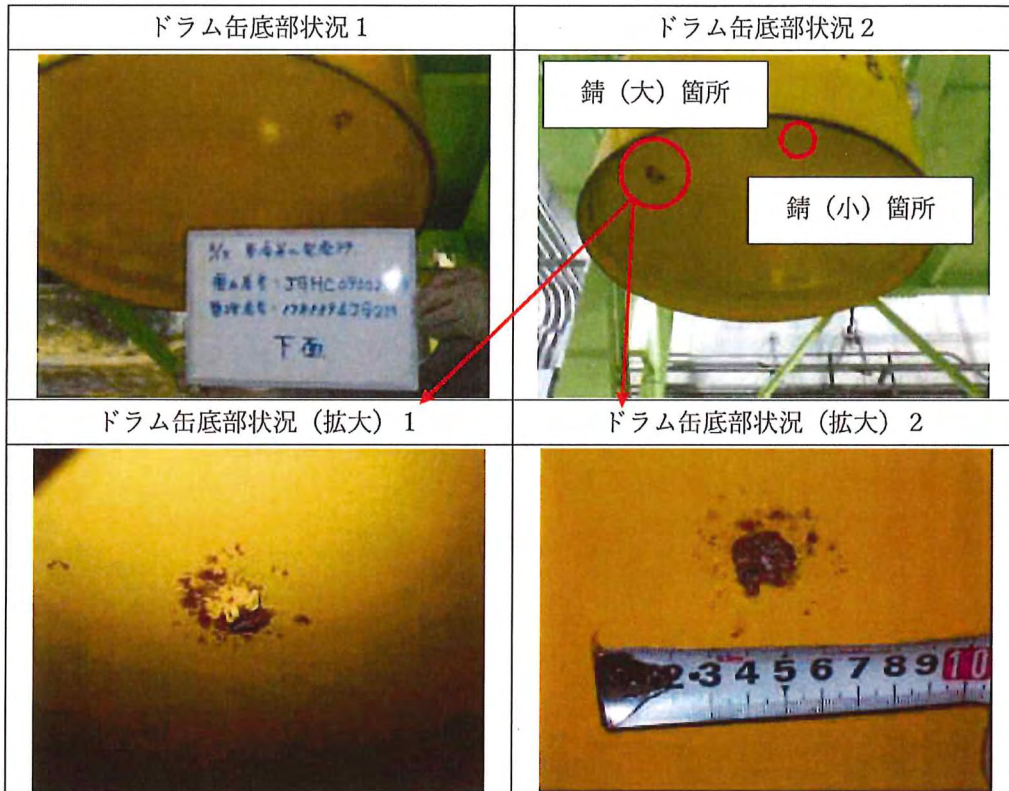 ドラム缶底部状況1
ドラム缶底部状況2
錆(大)箇所
錆(小)箇所
下面
ドラム缶底部状況(拡大)1
ドラム缶底部状況(拡大)2
2 3 4 5 6 7 8 9 10